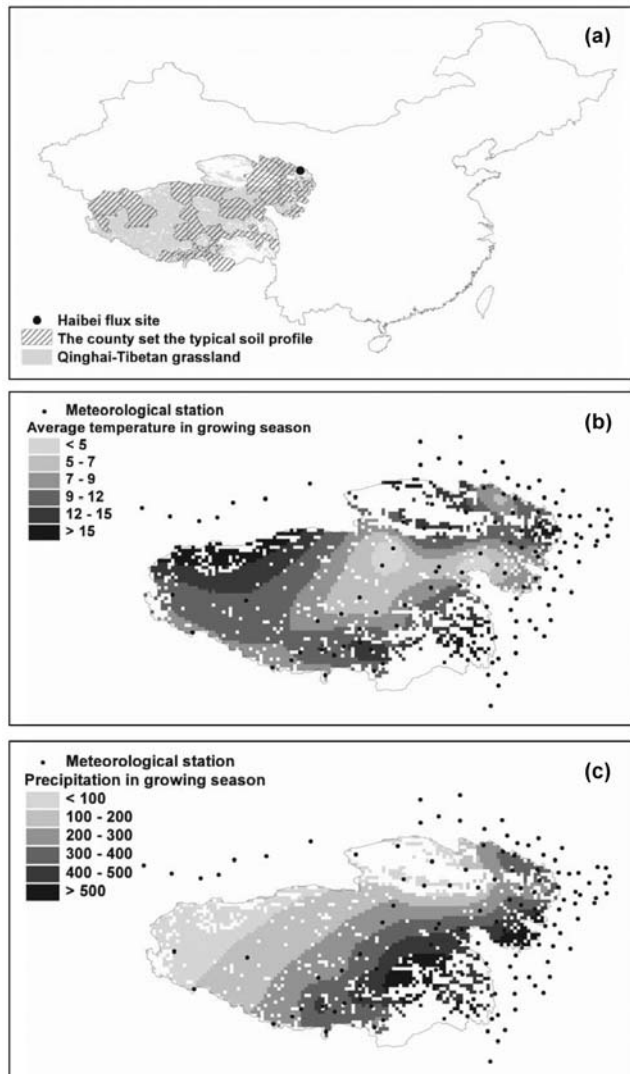 (a)
Haibei flux site
The county set the typical soil profile
Qinghai-Tibetan grassland
Meteorological station
(b)
Average temperature in growing season
< 5
5 - 7
7 - 9
9 - 12
12 - 15
> 15
Meteorological station
(c)
Precipitation in growing season
< 100
100 - 200
200 - 300
300 - 400
400 - 500
> 500